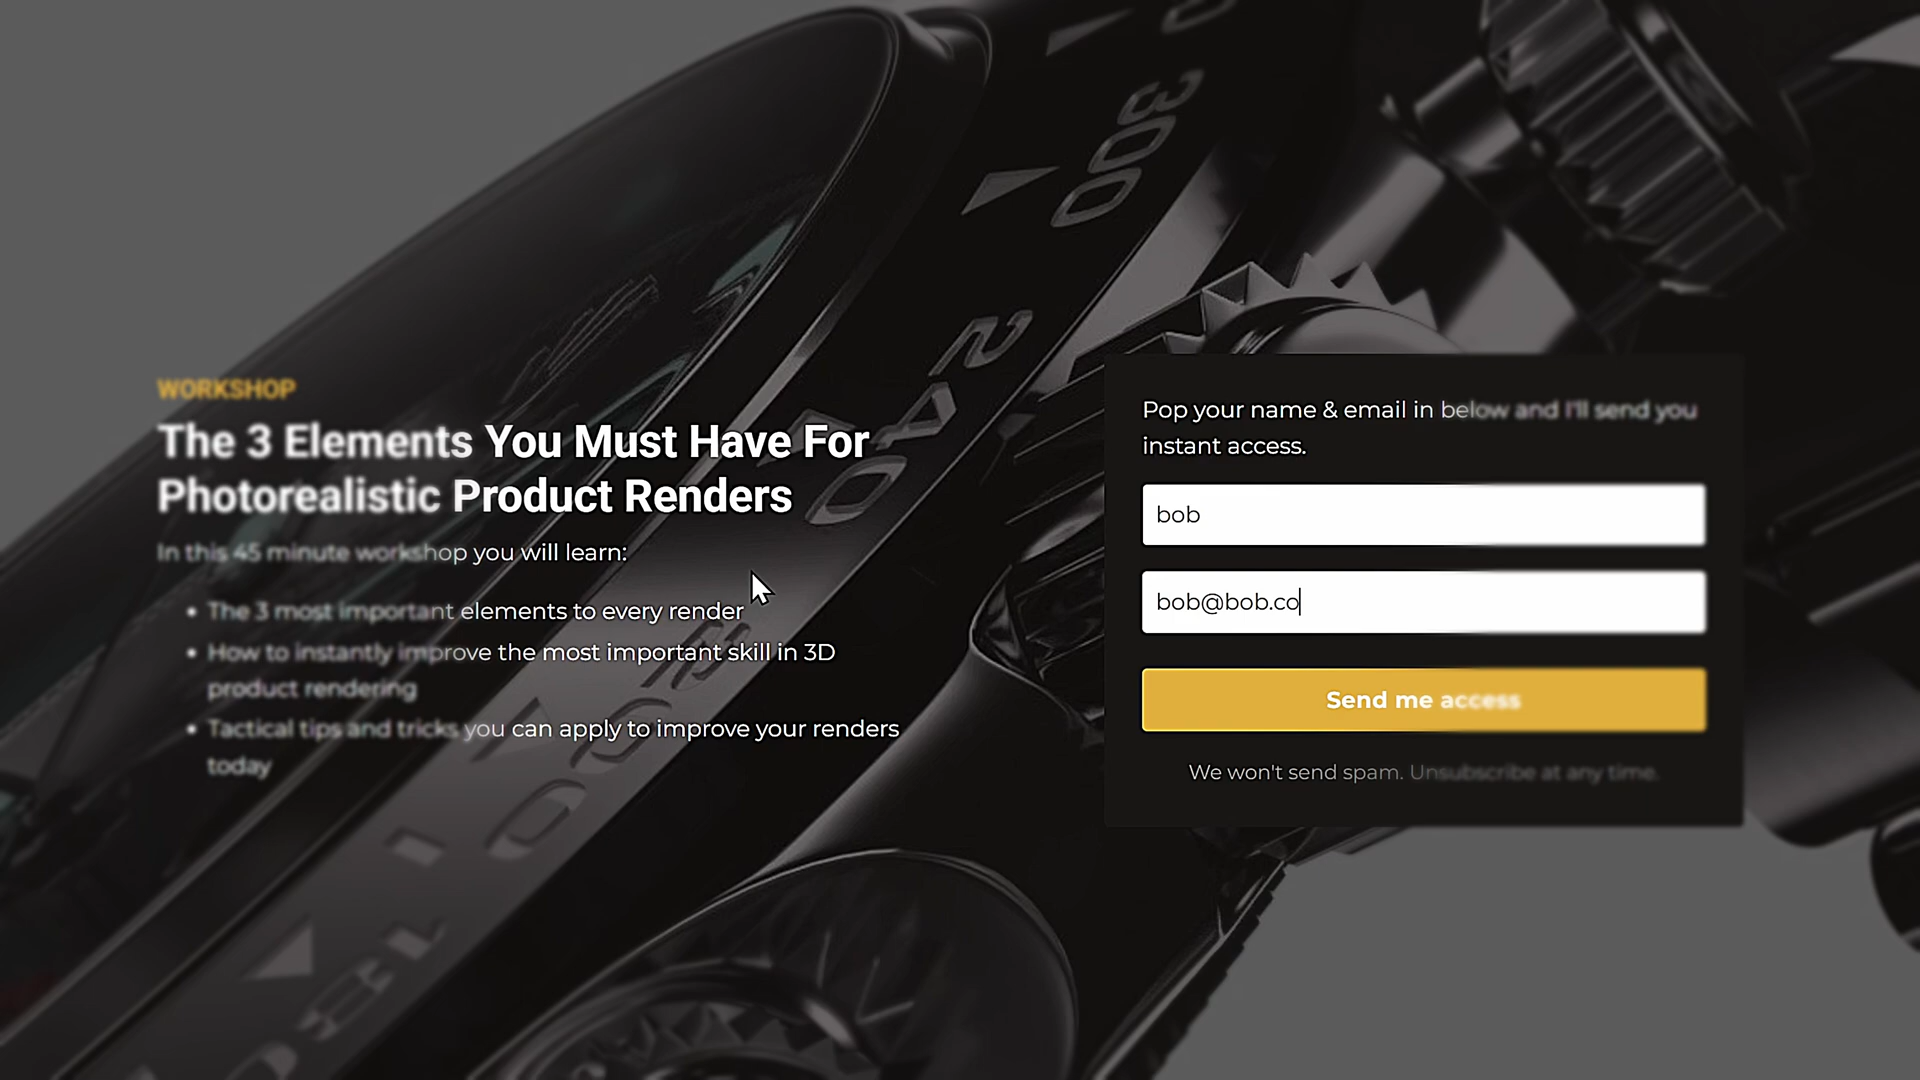 WORKSHOP
The 3 Elements You Must Have For
Photorealistic Product Renders
In this 45 minute workshop you will learn:
• The 3 most important elements to every render
• How to instantly improve the most important skill in 3D
product rendering
• Tactical tips and tricks you can apply to improve your renders
today
Pop your name & email in below and I'll send you
instant access.
bob
bob@bob.co
Send me access
We won't send spam. Unsubscribe at any time.
300
240